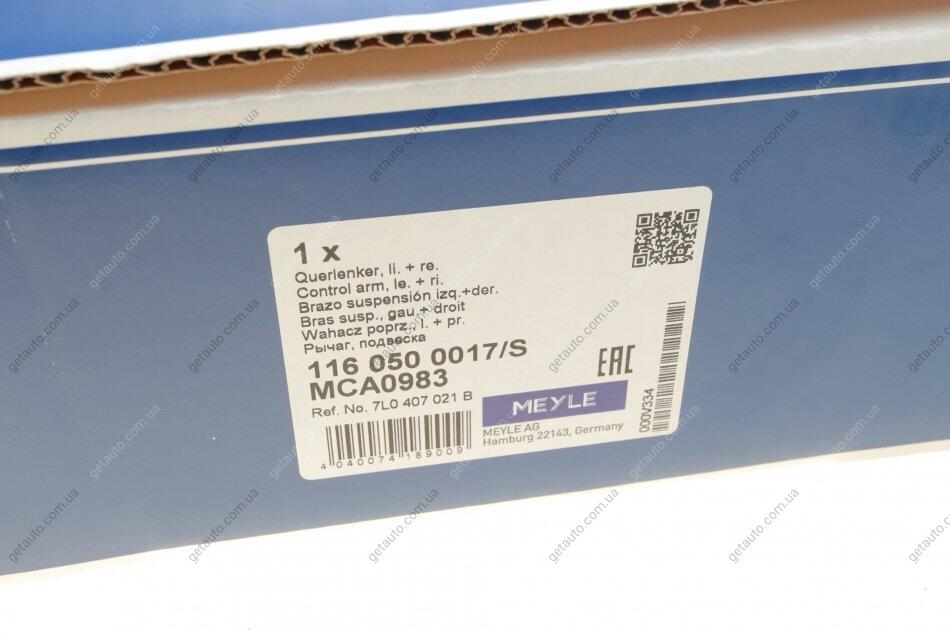 1 x
Querlenker, li. + re.
Control arm, le. + ri.
Brazo suspensión izq.+der.
Bras susp., gau.+ droit
Wahacz poprz., l. + pr.
Рычаг, подвеска
116 050 0017/S
MCA0983
Ref. No. 7L0 407 021 B
4 040074 189009
EAC
MEYLE
MEYLE AG
Hamburg 22143, Germany
000V334
getauto.com.ua